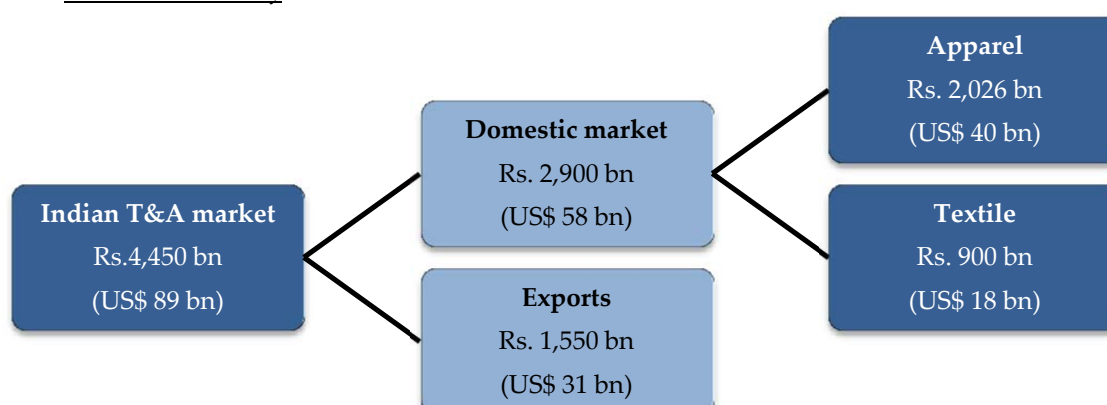 Indian T&A market
Rs.4,450 bn
(US$ 89 bn)
Domestic market
Rs. 2,900 bn
(US$ 58 bn)
Exports
Rs. 1,550 bn
(US$ 31 bn)
Apparel
Rs. 2,026 bn
(US$ 40 bn)
Textile
Rs. 900 bn
(US$ 18 bn)